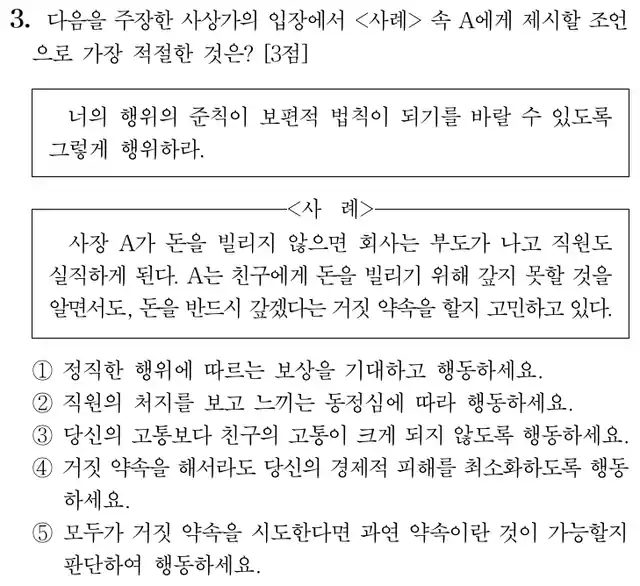 3. 다음을 주장한 사상가의 입장에서 <사례> 속 A에게 제시할 조언
으로 가장 적절한 것은? [3점]
너의 행위의 준칙이 보편적 법칙이 되기를 바랄 수 있도록
그렇게 행위하라.
<사 례>
사장 A가 돈을 빌리지 않으면 회사는 부도가 나고 직원도
실직하게 된다. A는 친구에게 돈을 빌리기 위해 갚지 못할 것을
알면서도, 돈을 반드시 갚겠다는 거짓 약속을 할지 고민하고 있다.
① 정직한 행위에 따르는 보상을 기대하고 행동하세요.
② 직원의 처지를 보고 느끼는 동정심에 따라 행동하세요.
③ 당신의 고통보다 친구의 고통이 크게 되지 않도록 행동하세요.
④ 거짓 약속을 해서라도 당신의 경제적 피해를 최소화하도록 행동
하세요.
⑤ 모두가 거짓 약속을 시도한다면 과연 약속이란 것이 가능할지
판단하여 행동하세요.